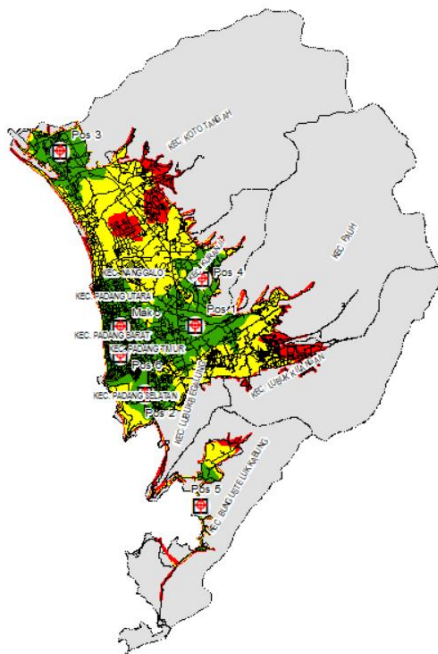 Pos 3
KEC. KOTO TANGAH
KEC. PAUH
KEC. NANGGALO
Pos 4
KEC. PADANG UTARA
Mako
Pos 1
KEC. PADANG BARAT
KEC. PADANG TIMUR
Pos 6
KEC. LUBUK KILANGAN
KEC. PADANG SELATAN
KEC. LUBUK BEGALUNG
Pos 2
Pos 5
KEC. BUNGUS TELUK KABUNG